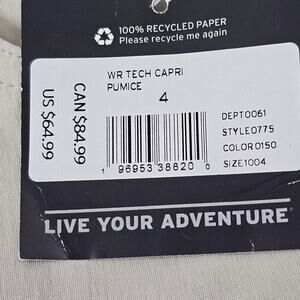 100% RECYCLED PAPER
Please recycle me again
WR TECH CAPRI
PUMICE
4
CAN $84.99
US $64.99
DEPT0061
STYLE0775
COLOR0150
SIZE1004
1 96953 38820 0
LIVE YOUR ADVENTURE